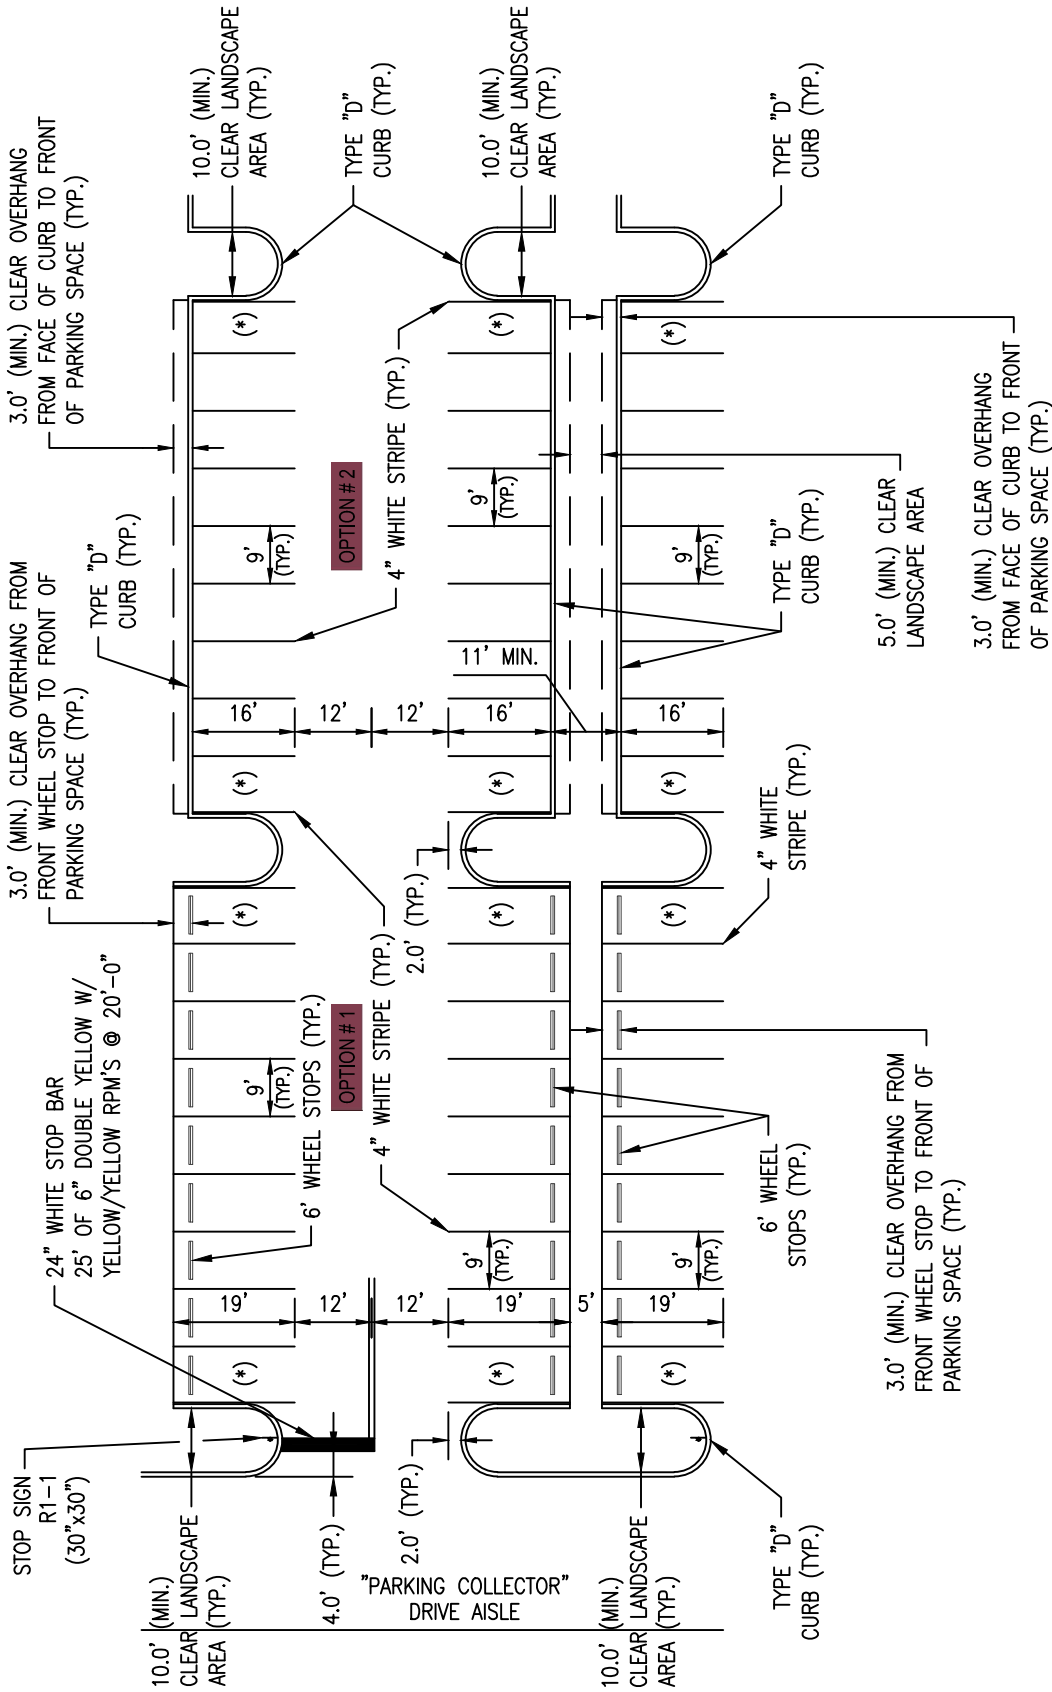 3.0' (MIN.) CLEAR OVERHANG
FROM FACE OF CURB TO FRONT
OF PARKING SPACE (TYP.)
10.0' (MIN.)
CLEAR LANDSCAPE
AREA (TYP.)
TYPE "D"
CURB (TYP.)
10.0' (MIN.)
CLEAR LANDSCAPE
AREA (TYP.)
TYPE "D"
CURB (TYP.)
3.0' (MIN.) CLEAR OVERHANG FROM
FRONT WHEEL STOP TO FRONT OF
PARKING SPACE (TYP.)
TYPE "D"
CURB (TYP.)
(*)
(*)
(*)
OPTION#2
4" WHITE STRIPE (TYP.)
9'
(TYP.)
9'
(TYP.)
9'
(TYP.)
11' MIN.
16'
12'
12'
16'
16'
(*)
(*)
(*)
TYPE "D"
CURB (TYP.)
5.0' (MIN.) CLEAR
LANDSCAPE AREA
3.0' (MIN.) CLEAR OVERHANG
FROM FACE OF CURB TO FRONT
OF PARKING SPACE (TYP.)
24" WHITE STOP BAR
25' OF 6" DOUBLE YELLOW W/
YELLOW/YELLOW RPM'S @ 20'-0"
(*)
(*)
(*)
2.0' (TYP.)
4" WHITE
STRIPE (TYP.)
9'
(TYP.)
6' WHEEL STOPS (TYP.)
OPTION#1
4" WHITE STRIPE (TYP.)
9'
(TYP.)
9'
(TYP.)
6' WHEEL
STOPS (TYP.)
3.0' (MIN.) CLEAR OVERHANG FROM
FRONT WHEEL STOP TO FRONT OF
PARKING SPACE (TYP.)
19'
12'
12'
19'
5'
19'
(*)
(*)
(*)
STOP SIGN
R1-1
(30"x30")
10.0' (MIN.)
CLEAR LANDSCAPE
AREA (TYP.)
4.0' (TYP.)
2.0' (TYP.)
"PARKING COLLECTOR"
DRIVE AISLE
10.0' (MIN.)
CLEAR LANDSCAPE
AREA (TYP.)
TYPE "D"
CURB (TYP.)